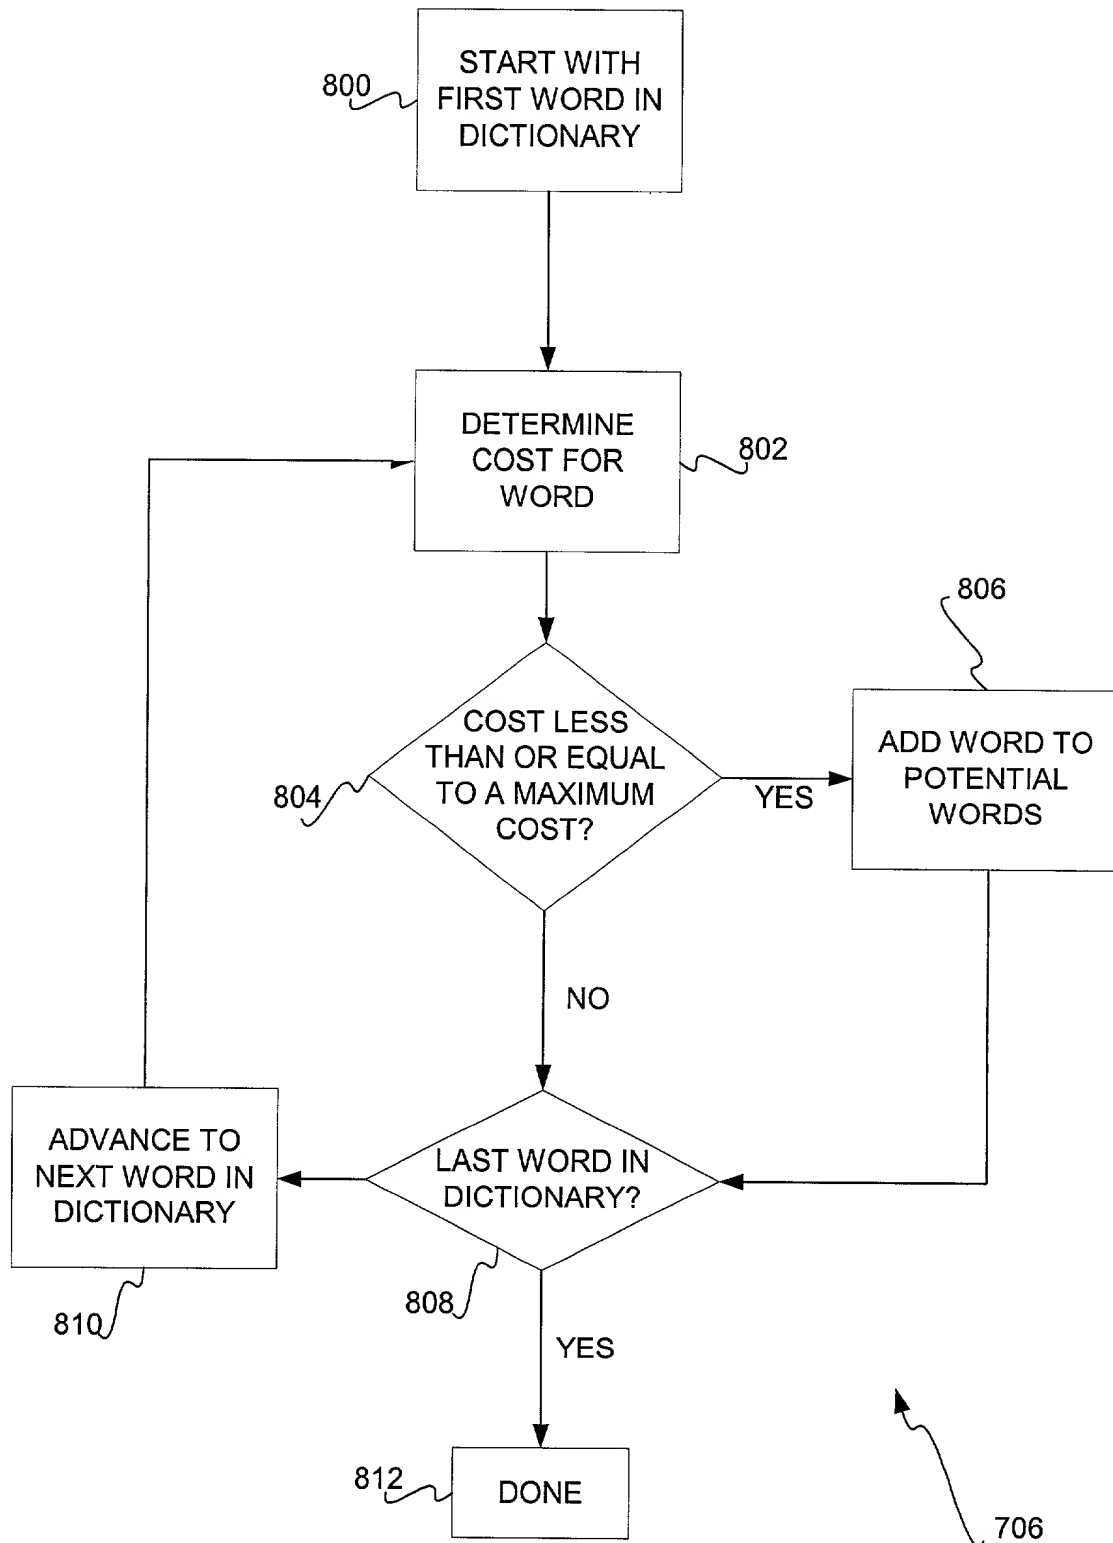 800
START WITH
FIRST WORD IN
DICTIONARY
DETERMINE
COST FOR
WORD
802
806
COST LESS
THAN OR EQUAL
TO A MAXIMUM
COST?
804
YES
ADD WORD TO
POTENTIAL
WORDS
NO
ADVANCE TO
NEXT WORD IN
DICTIONARY
LAST WORD IN
DICTIONARY?
808
810
YES
812
DONE
706